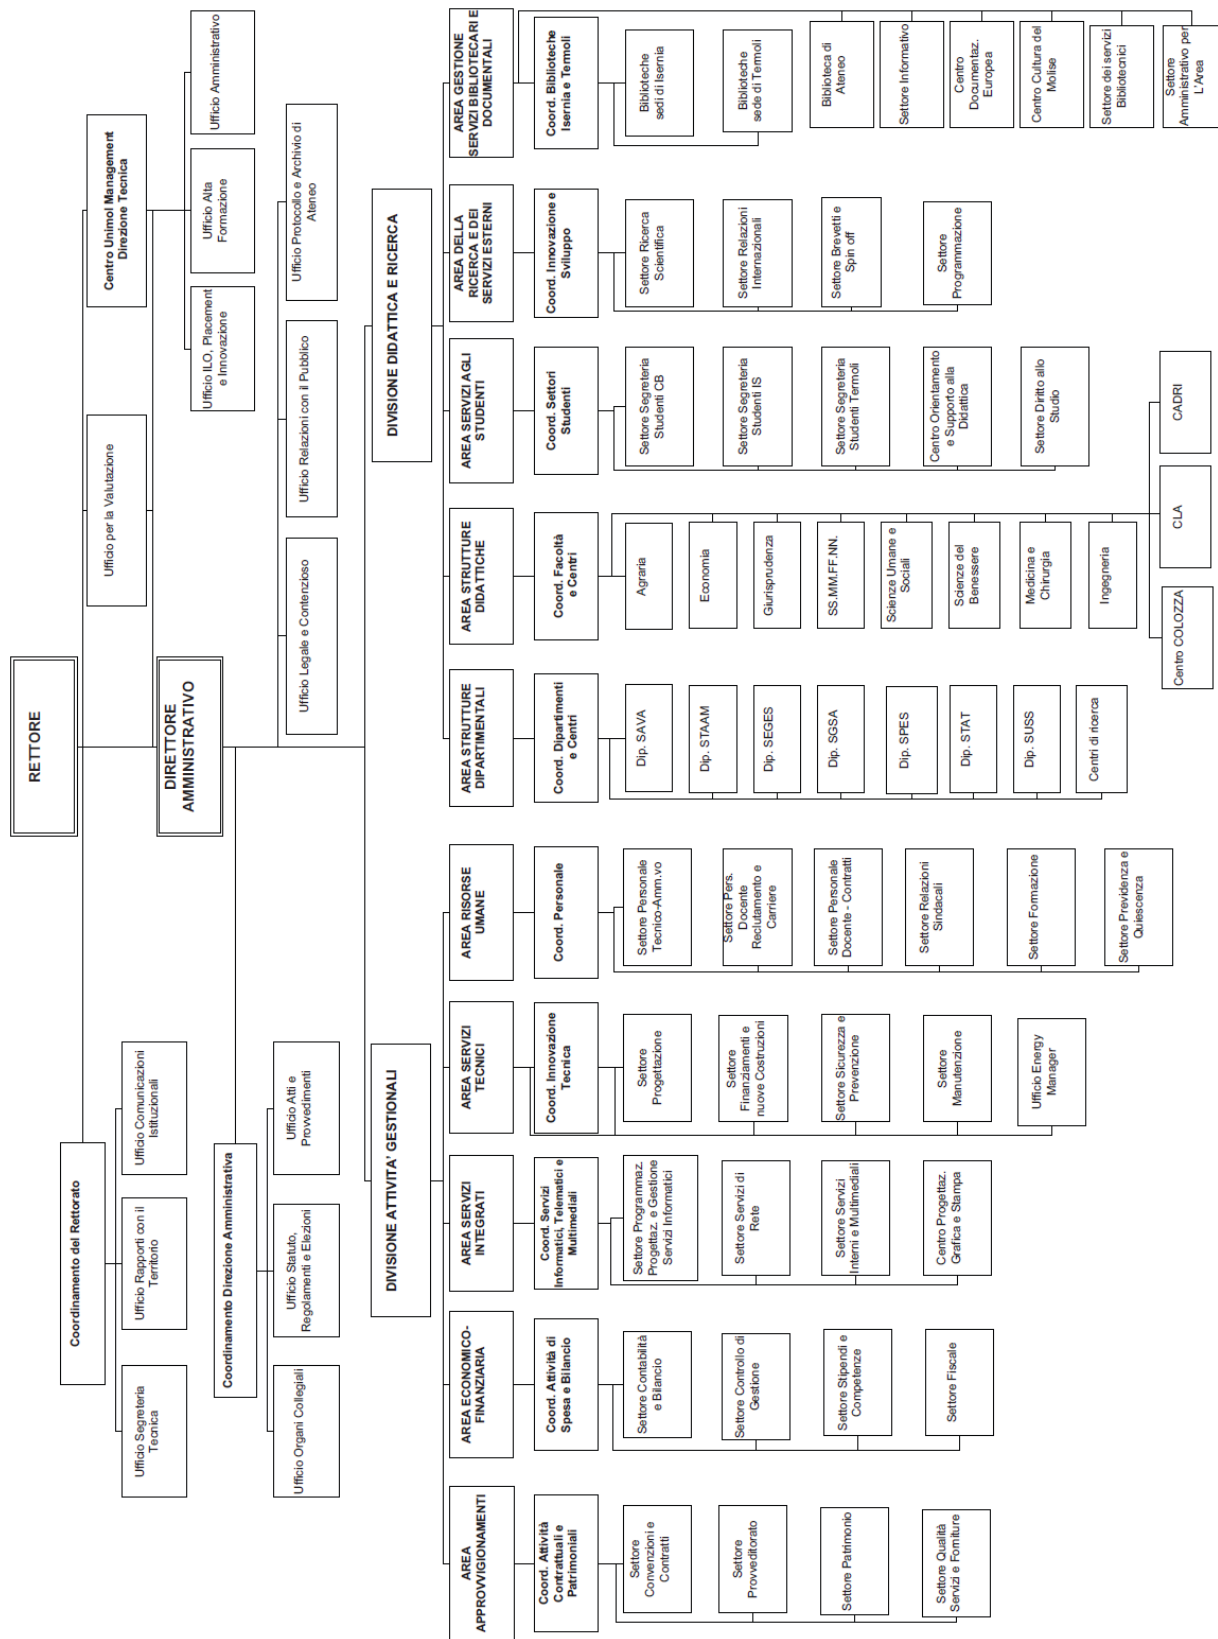 RETTORE
Coordinamento del Rettorato
Ufficio per la Valutazione
Centro Unimol Management
Direzione Tecnica
Ufficio Segreteria
Tecnica
Ufficio Rapporti con il
Territorio
Ufficio Comunicazioni
Istituzionali
DIRETTORE
AMMINISTRATIVO
Ufficio ILO, Placement
e Innovazione
Ufficio Alta
Formazione
Ufficio Amministrativo
Coordinamento Direzione Amministrativa
Ufficio Organi Collegiali
Ufficio Statuto,
Regolamenti e Elezioni
Ufficio Atti e
Provvedimenti
Ufficio Legale e Contenzioso
Ufficio Relazioni con il Pubblico
Ufficio Protocollo e Archivio di
Ateneo
DIVISIONE ATTIVITA' GESTIONALI
DIVISIONE DIDATTICA E RICERCA
AREA
APPROVVIGIONAMENTI
Coord. Attività
Contrattuali e
Patrimoniali
Settore
Convenzioni e
Contratti
Settore
Provveditorato
Settore Patrimonio
Settore Qualità
Servizi e Forniture
AREA ECONOMICO-
FINANZIARIA
Coord. Attività di
Spesa e Bilancio
Settore Contabilità
e Bilancio
Settore Controllo di
Gestione
Settore Stipendi e
Competenze
Settore Fiscale
AREA SERVIZI
INTEGRATI
Coord. Servizi
Informatici, Telematici e
Multimediali
Settore Programmaz.
Progettaz. e Gestione
Servizi Informatici
Settore Servizi di
Rete
Settore Servizi
Interni e Multimediali
Centro Progettaz.
Grafica e Stampa
AREA SERVIZI
TECNICI
Coord. Innovazione
Tecnica
Settore
Progettazione
Settore
Finanziamenti e
nuove Costruzioni
Settore Sicurezza e
Prevenzione
Settore
Manutenzione
Ufficio Energy
Manager
AREA RISORSE
UMANE
Coord. Personale
Settore Personale
Tecnico-Amm.vo
Settore Pers.
Docente
Reclutamento e
Carriere
Settore Personale
Docente - Contratti
Settore Relazioni
Sindacali
Settore Formazione
Settore Previdenza e
Quiescenza
AREA STRUTTURE
DIPARTIMENTALI
Coord. Dipartimenti
e Centri
Dip. SAVA
Dip. STAAM
Dip. SEGES
Dip. SGSA
Dip. SPES
Dip. STAT
Dip. SUSS
Centri di ricerca
AREA STRUTTURE
DIDATTICHE
Coord. Facoltà
e Centri
Agraria
Economia
Giurisprudenza
SS.MM.FF.NN.
Scienze Umane e
Sociali
Scienze del
Benessere
Medicina e
Chirurgia
Ingegneria
Centro COLOZZA
CLA
CADRI
AREA SERVIZI AGLI
STUDENTI
Coord. Settori
Studenti
Settore Segreteria
Studenti CB
Settore Segreteria
Studenti IS
Settore Segreteria
Studenti Termoli
Centro Orientamento
e Supporto alla
Didattica
Settore Diritto allo
Studio
AREA DELLA
RICERCA E DEI
SERVIZI ESTERNI
Coord. Innovazione e
Sviluppo
Settore Ricerca
Scientifica
Settore Relazioni
Internazionali
Settore Brevetti e
Spin off
Settore
Programmazione
AREA GESTIONE
SERVIZI BIBLIOTECARI E
DOCUMENTALI
Coord. Biblioteche
Isernia e Termoli
Biblioteche
sedi di Isernia
Biblioteche
sede di Termoli
Biblioteca di
Ateneo
Settore Informativo
Centro
Documentaz.
Europea
Centro Cultura del
Molise
Settore dei servizi
Bibliotecnici
Settore
Amministrativo per
L'Area